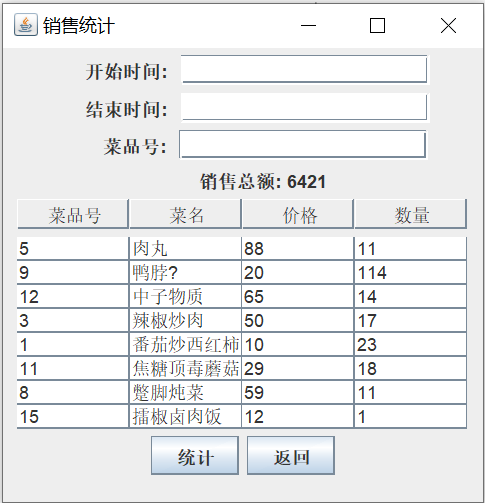 销售统计
开始时间:
结束时间:
菜品号:
销售总额: 6421
菜品号 菜名 价格 数量
5 肉丸 88 11
9 鸭脖? 20 114
12 中子物质 65 14
3 辣椒炒肉 50 17
1 番茄炒西红柿 10 23
11 焦糖顶毒蘑菇 29 18
8 蹩脚炖菜 59 11
15 擂椒卤肉饭 12 1
统计 返回